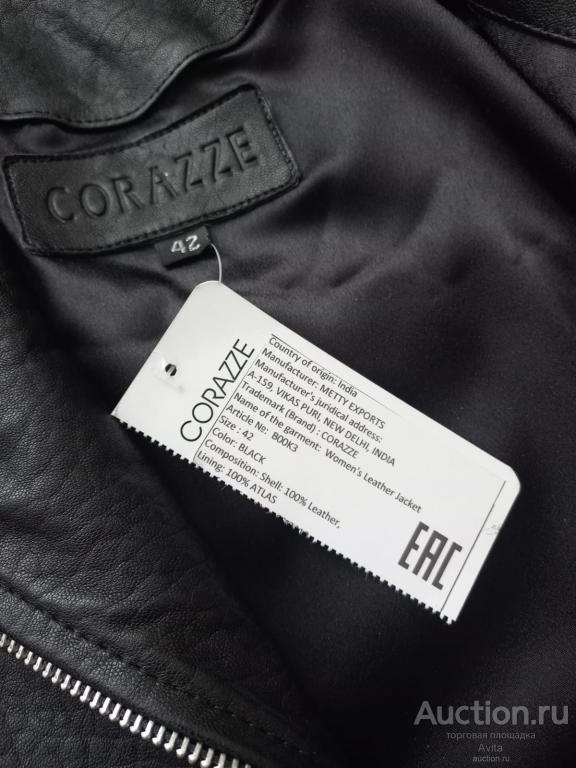 CORAZZE
42
CORAZZE
Country of origin: India
Manufacturer: METTY EXPORTS
Manufacturer's juridical address:
A-159, VIKAS PURI, NEW DELHI, INDIA
Trademark (Brand) : CORAZZE
Name of the garment: Women's Leather Jacket
Article №: B00K3
Size : 42
Color: BLACK
Composition: Shell: 100% Leather,
Lining: 100% ATLAS
EAC
Auction.ru
торговая площадка
Avita
auction.ru